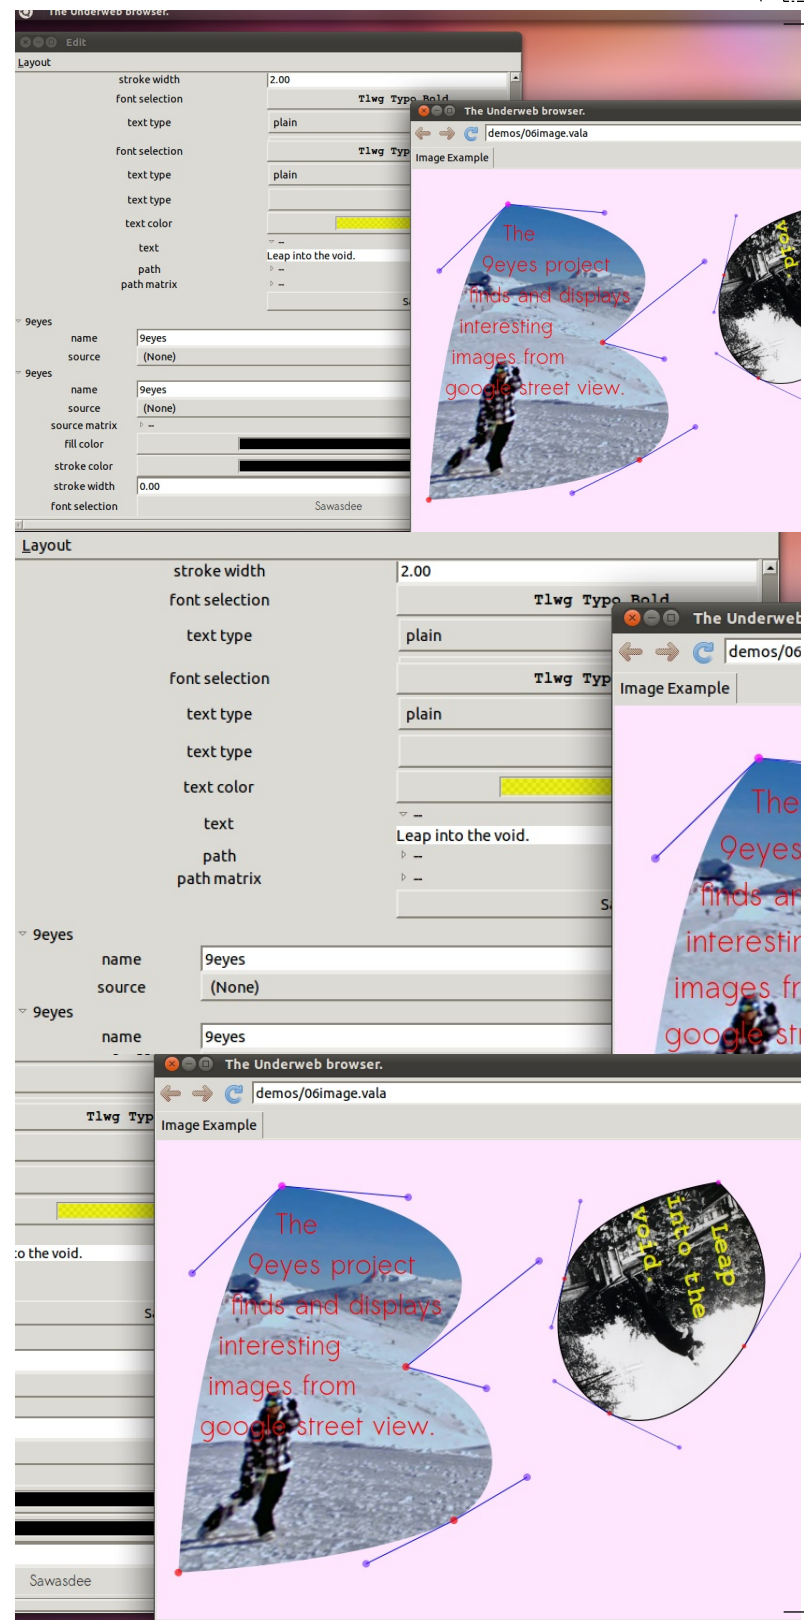 The Underweb browser.
Edit
Layout
stroke width 2.00
font selection Tlwg Typo Bold
text type plain
font selection Tlwg Typ
text type plain
text type
text color
text --
Leap into the void.
path --
path matrix --
9eyes
name 9eyes
source (None)
9eyes
name 9eyes
source (None)
source matrix --
fill color
stroke color
stroke width 0.00
font selection Sawasdee
The Underweb browser.
demos/06image.vala
Image Example
The
9eyes project
finds and displays
interesting
images from
google street view.
void.
Layout
stroke width 2.00
font selection Tlwg Typo Bold
text type plain
font selection Tlwg Typ
text type plain
text type
text color
text --
Leap into the void.
path --
path matrix --
S
9eyes
name 9eyes
source (None)
9eyes
name 9eyes
The Underweb
demos/06
Image Example
The
9eyes
finds an
interestin
images fr
google str
Tlwg Typ
to the void.
S
Sawasdee
The Underweb browser.
demos/06image.vala
Image Example
The
9eyes project
finds and displays
interesting
images from
google street view.
Leap
into the
void.